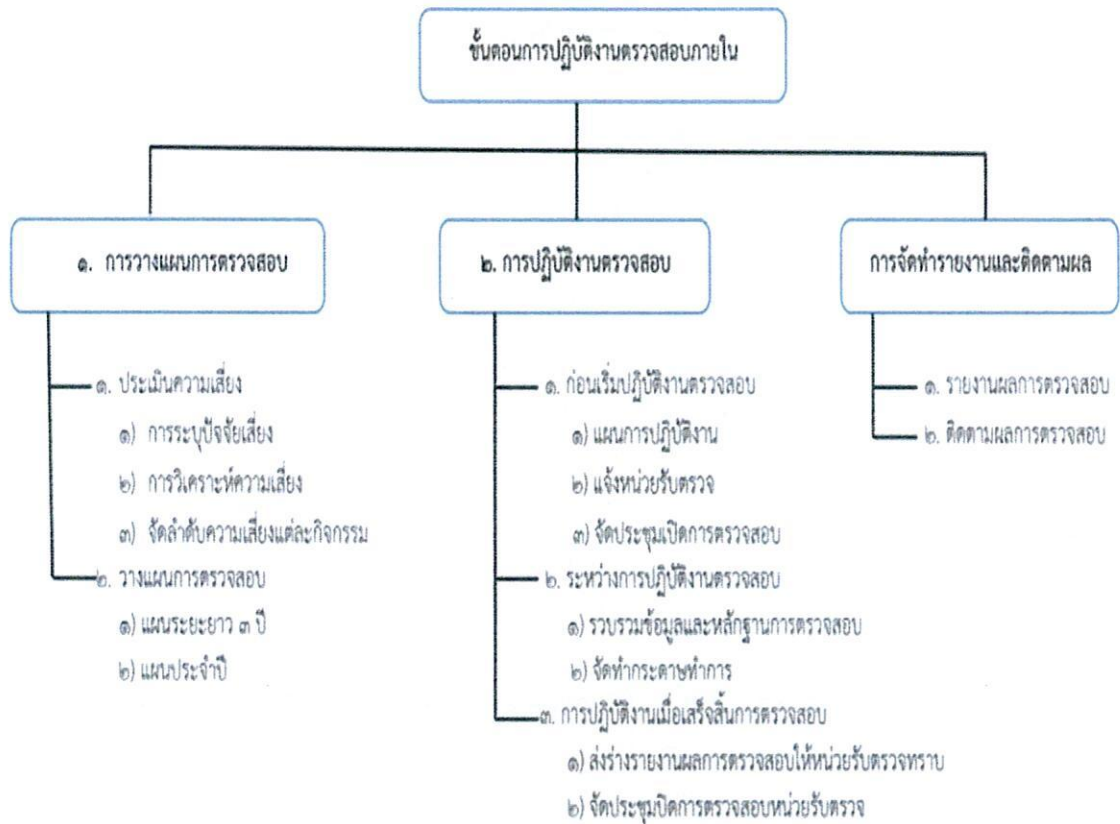 ขั้นตอนการปฏิบัติงานตรวจสอบภายใน
๑. การวางแผนการตรวจสอบ
๑. ประเมินความเสี่ยง
๑) การระบุปัจจัยเสี่ยง
๒) การวิเคราะห์ความเสี่ยง
๓) จัดลำดับความเสี่ยงแต่ละกิจกรรม
๒. วางแผนการตรวจสอบ
๑) แผนระยะยาว ๓ ปี
๒) แผนประจำปี
๒. การปฏิบัติงานตรวจสอบ
๑. ก่อนเริ่มปฏิบัติงานตรวจสอบ
๑) แผนการปฏิบัติงาน
๒) แจ้งหน่วยรับตรวจ
๓) จัดประชุมเปิดการตรวจสอบ
๒. ระหว่างการปฏิบัติงานตรวจสอบ
๑) รวบรวมข้อมูลและหลักฐานการตรวจสอบ
๒) จัดทำกระดาษทำการ
๓. การปฏิบัติงานเมื่อเสร็จสิ้นการตรวจสอบ
๑) ส่งร่างรายงานผลการตรวจสอบให้หน่วยรับตรวจทราบ
๒) จัดประชุมปิดการตรวจสอบหน่วยรับตรวจ
การจัดทำรายงานและติดตามผล
๑. รายงานผลการตรวจสอบ
๒. ติดตามผลการตรวจสอบ